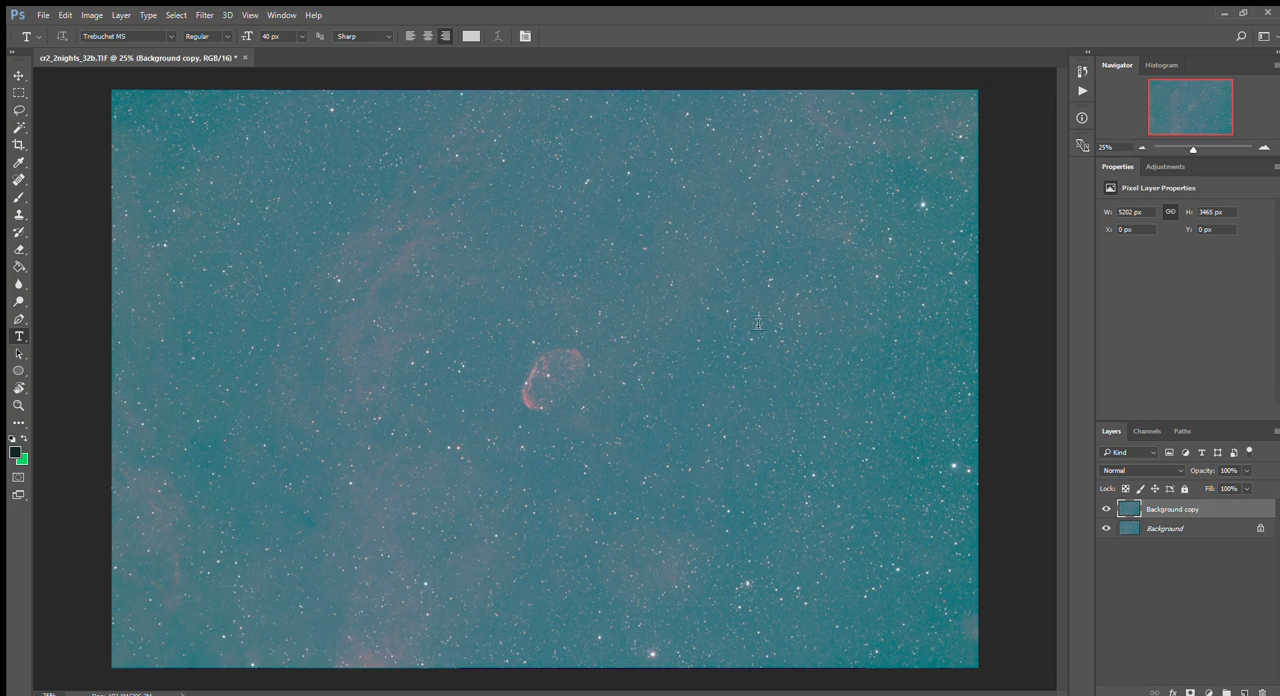 Ps File Edit Image Layer Type Select Filter 3D View Window Help
T Trebuchet MS Regular 40 px Sharp
cr2_2nights_32b.TIF @ 25% (Background copy, RGB/16) * ×
Navigator Histogram
25%
Properties Adjustments
Pixel Layer Properties
W: 5202 px H: 3465 px
X: 0 px Y: 0 px
Layers Channels Paths
Kind
Normal Opacity: 100%
Lock: Fill: 100%
Background copy
Background
25%